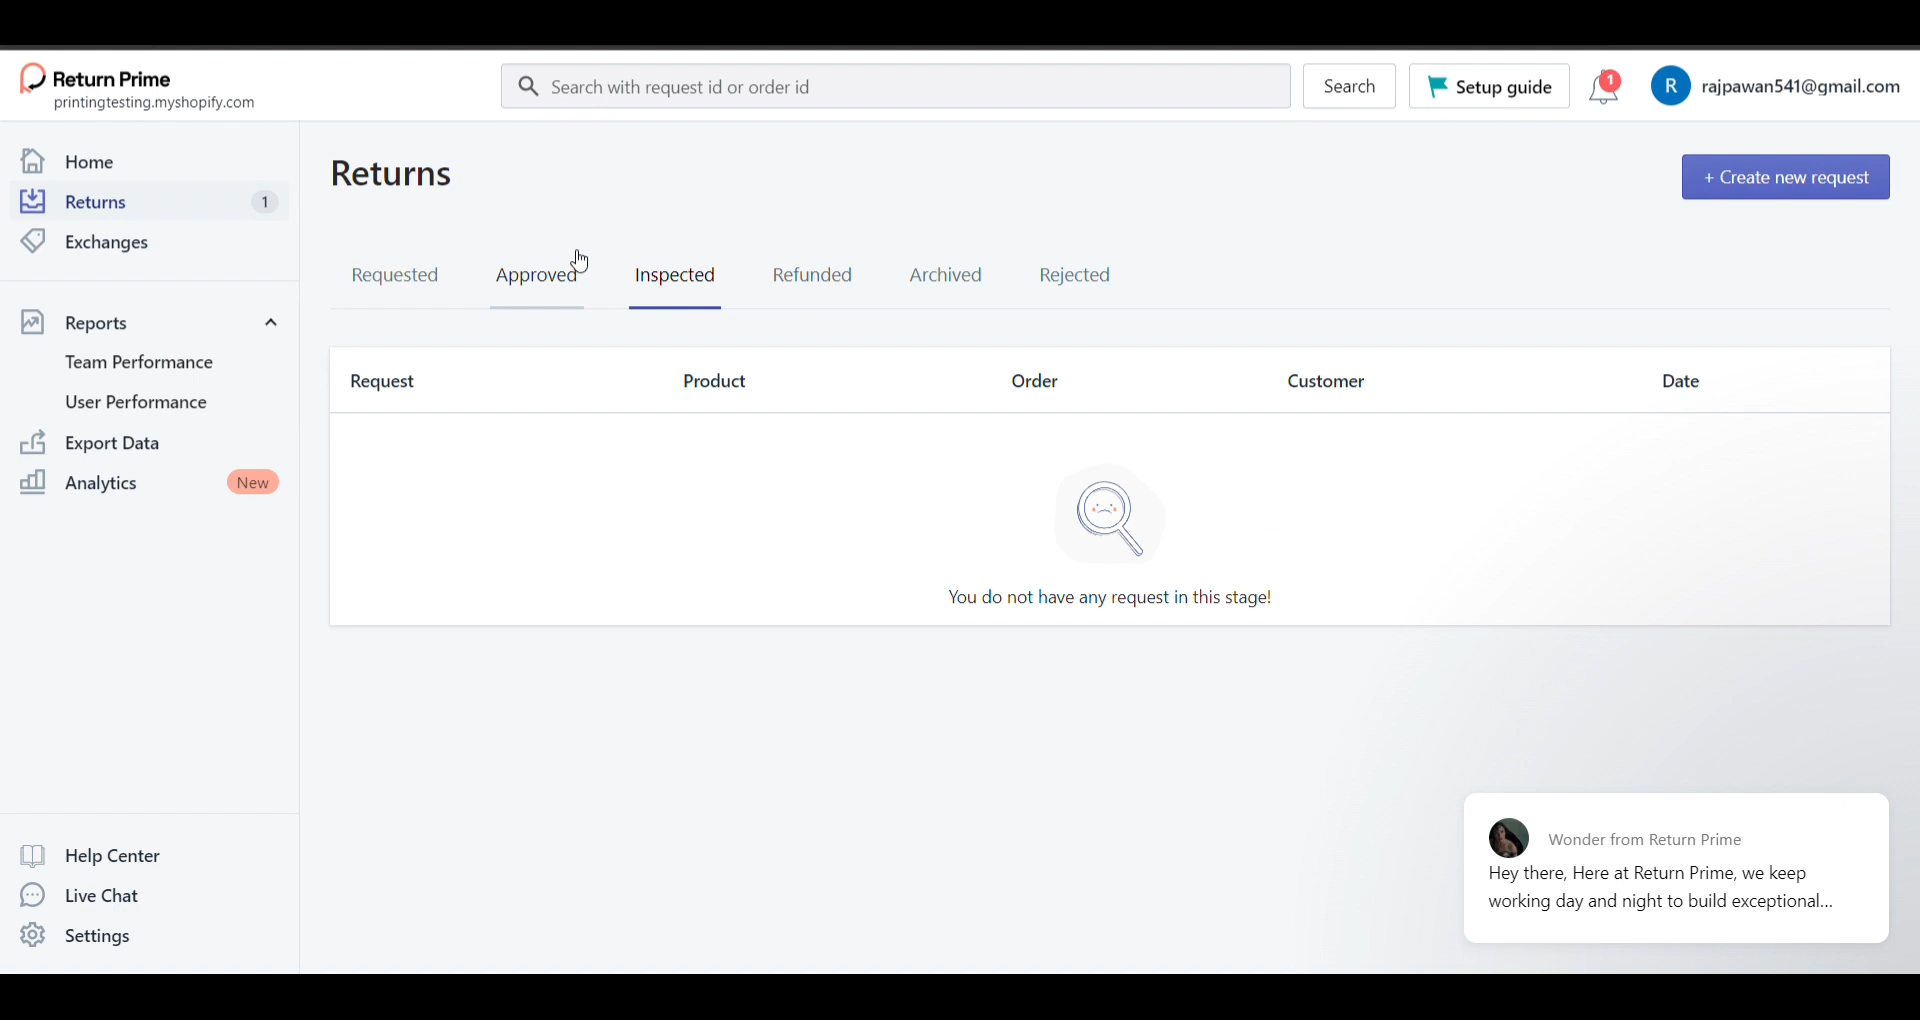 Return Prime
printingtesting.myshopify.com
Search with request id or order id
Search
Setup guide
1
R
rajpawan541@gmail.com
Home
Returns
1
Exchanges
Reports
Team Performance
User Performance
Export Data
Analytics
New
Help Center
Live Chat
Settings
Returns
+ Create new request
Requested
Approved
Inspected
Refunded
Archived
Rejected
Request
Product
Order
Customer
Date
You do not have any request in this stage!
Wonder from Return Prime
Hey there, Here at Return Prime, we keep
working day and night to build exceptional...